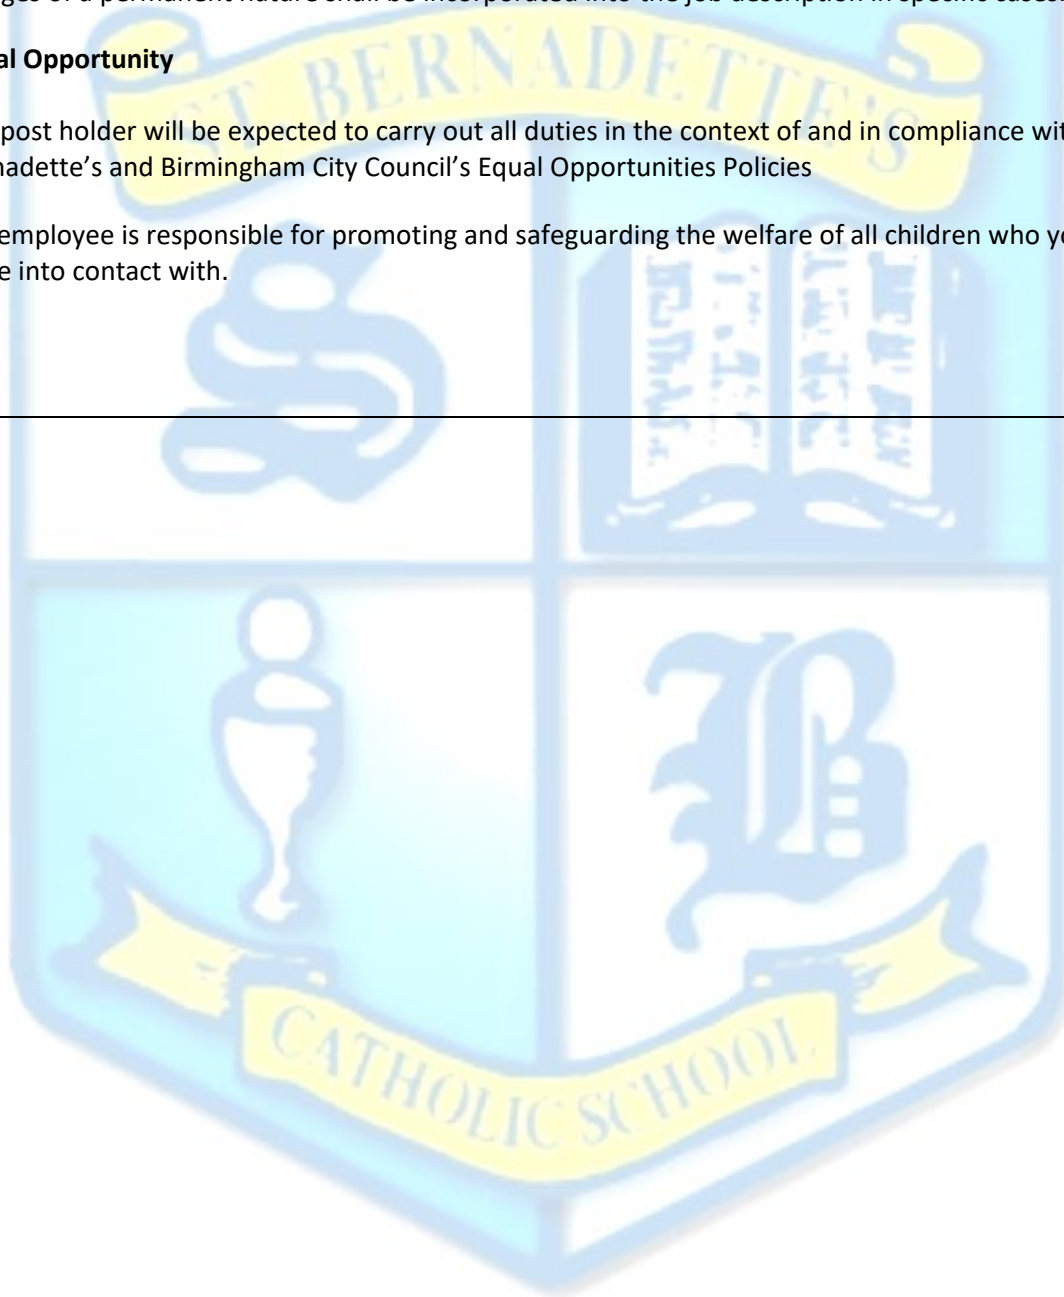 ges of a permanent nature shall be incorporated into the job description in specific cases.
al Opportunity
ST. BERNADETTE'S
post holder will be expected to carry out all duties in the context of and in compliance wit
nadette's and Birmingham City Council's Equal Opportunities Policies
employee is responsible for promoting and safeguarding the welfare of all children who y
e into contact with.
S
B
CATHOLIC SCHOOL